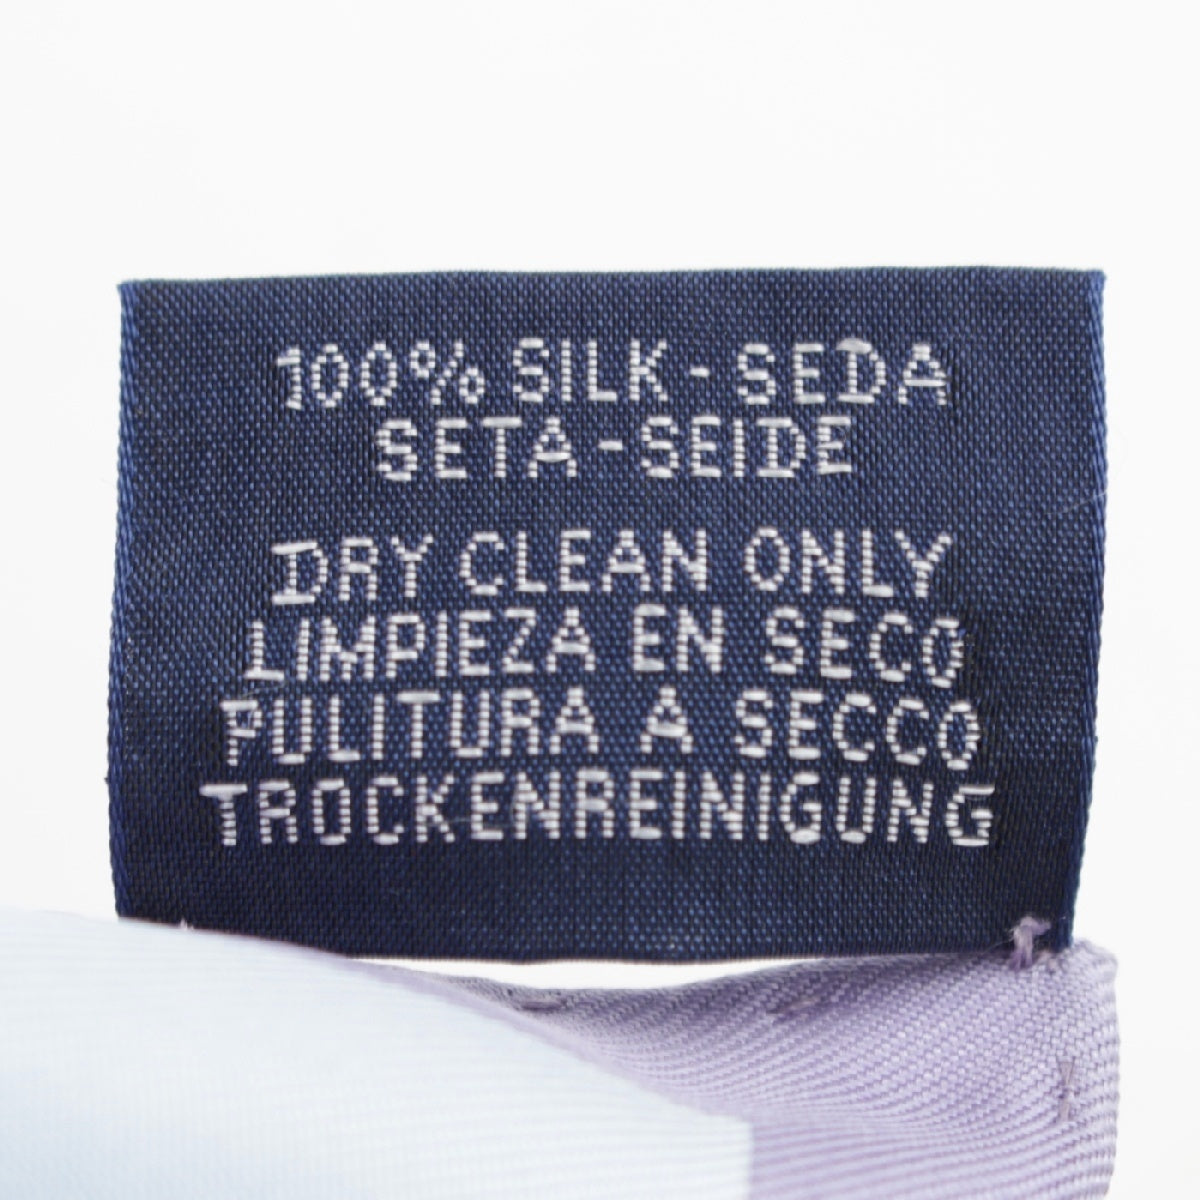 100% SILK - SEDA
SETA - SEIDE
DRY CLEAN ONLY
LIMPIEZA EN SECO
PULITURA A SECCO
TROCKENREINIGUNG